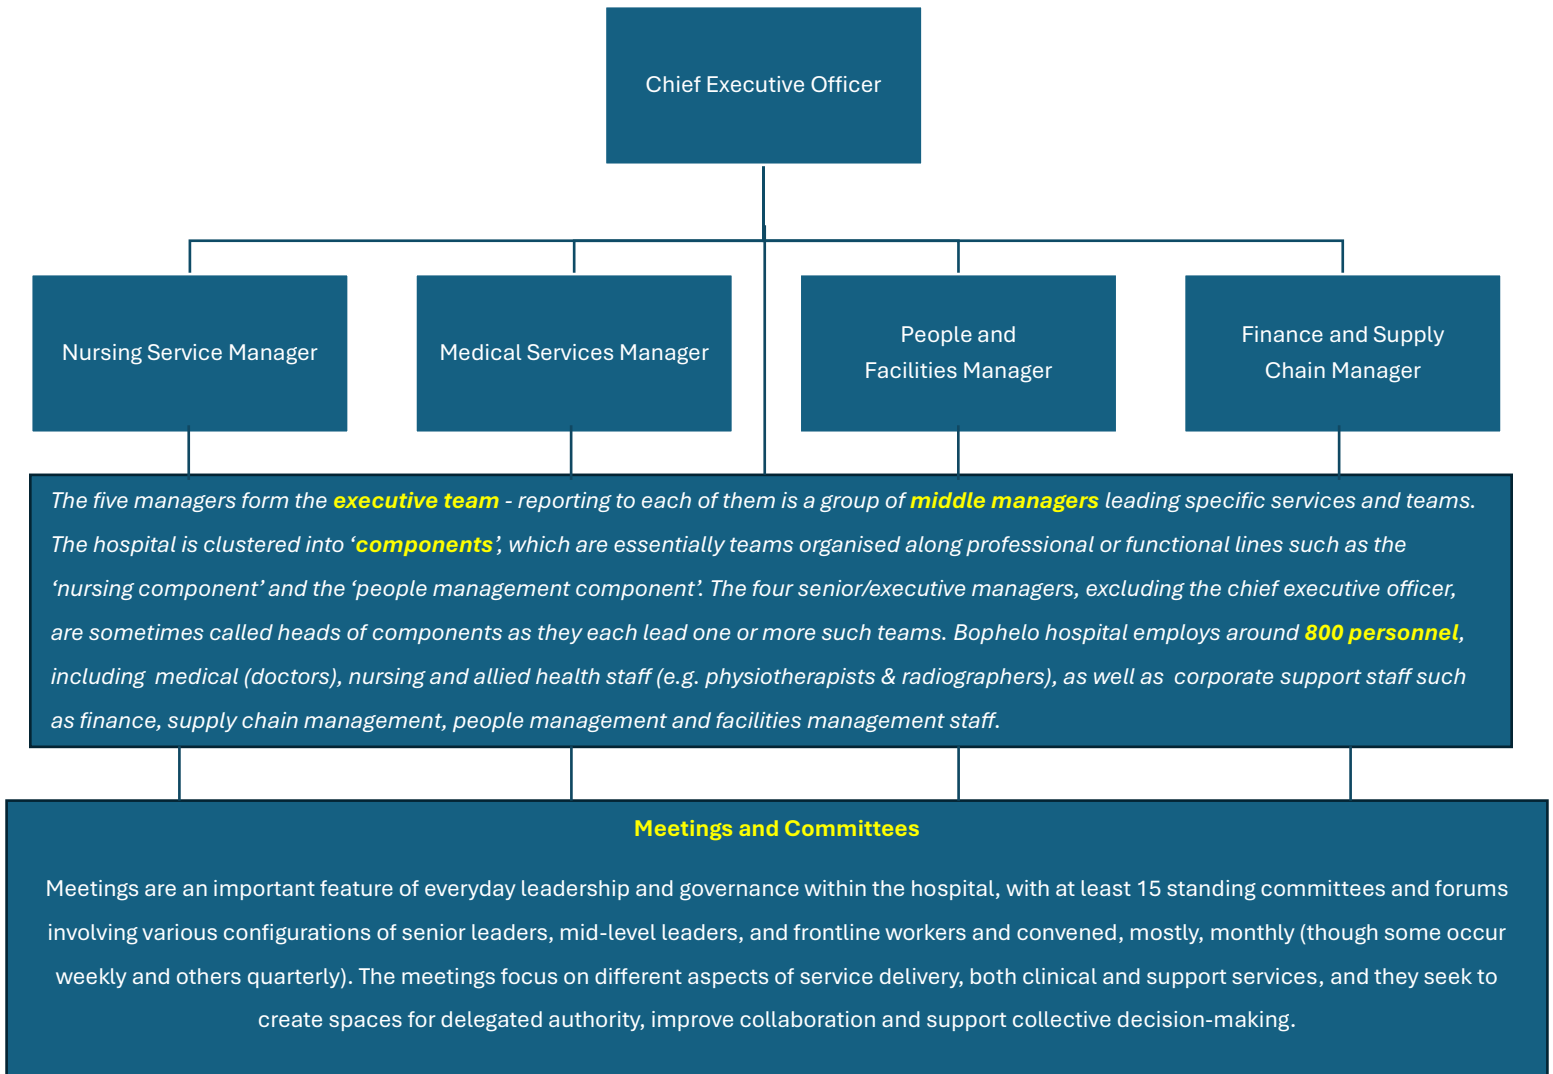 Chief Executive Officer
Nursing Service Manager
Medical Services Manager
People and
Facilities Manager
Finance and Supply
Chain Manager
The five managers form the executive team - reporting to each of them is a group of middle managers leading specific services and teams.
The hospital is clustered into ‘components’, which are essentially teams organised along professional or functional lines such as the
‘nursing component’ and the ‘people management component’. The four senior/executive managers, excluding the chief executive officer,
are sometimes called heads of components as they each lead one or more such teams. Bophelo hospital employs around 800 personnel,
including medical (doctors), nursing and allied health staff (e.g. physiotherapists & radiographers), as well as corporate support staff such
as finance, supply chain management, people management and facilities management staff.
Meetings and Committees
Meetings are an important feature of everyday leadership and governance within the hospital, with at least 15 standing committees and forums
involving various configurations of senior leaders, mid-level leaders, and frontline workers and convened, mostly, monthly (though some occur
weekly and others quarterly). The meetings focus on different aspects of service delivery, both clinical and support services, and they seek to
create spaces for delegated authority, improve collaboration and support collective decision-making.